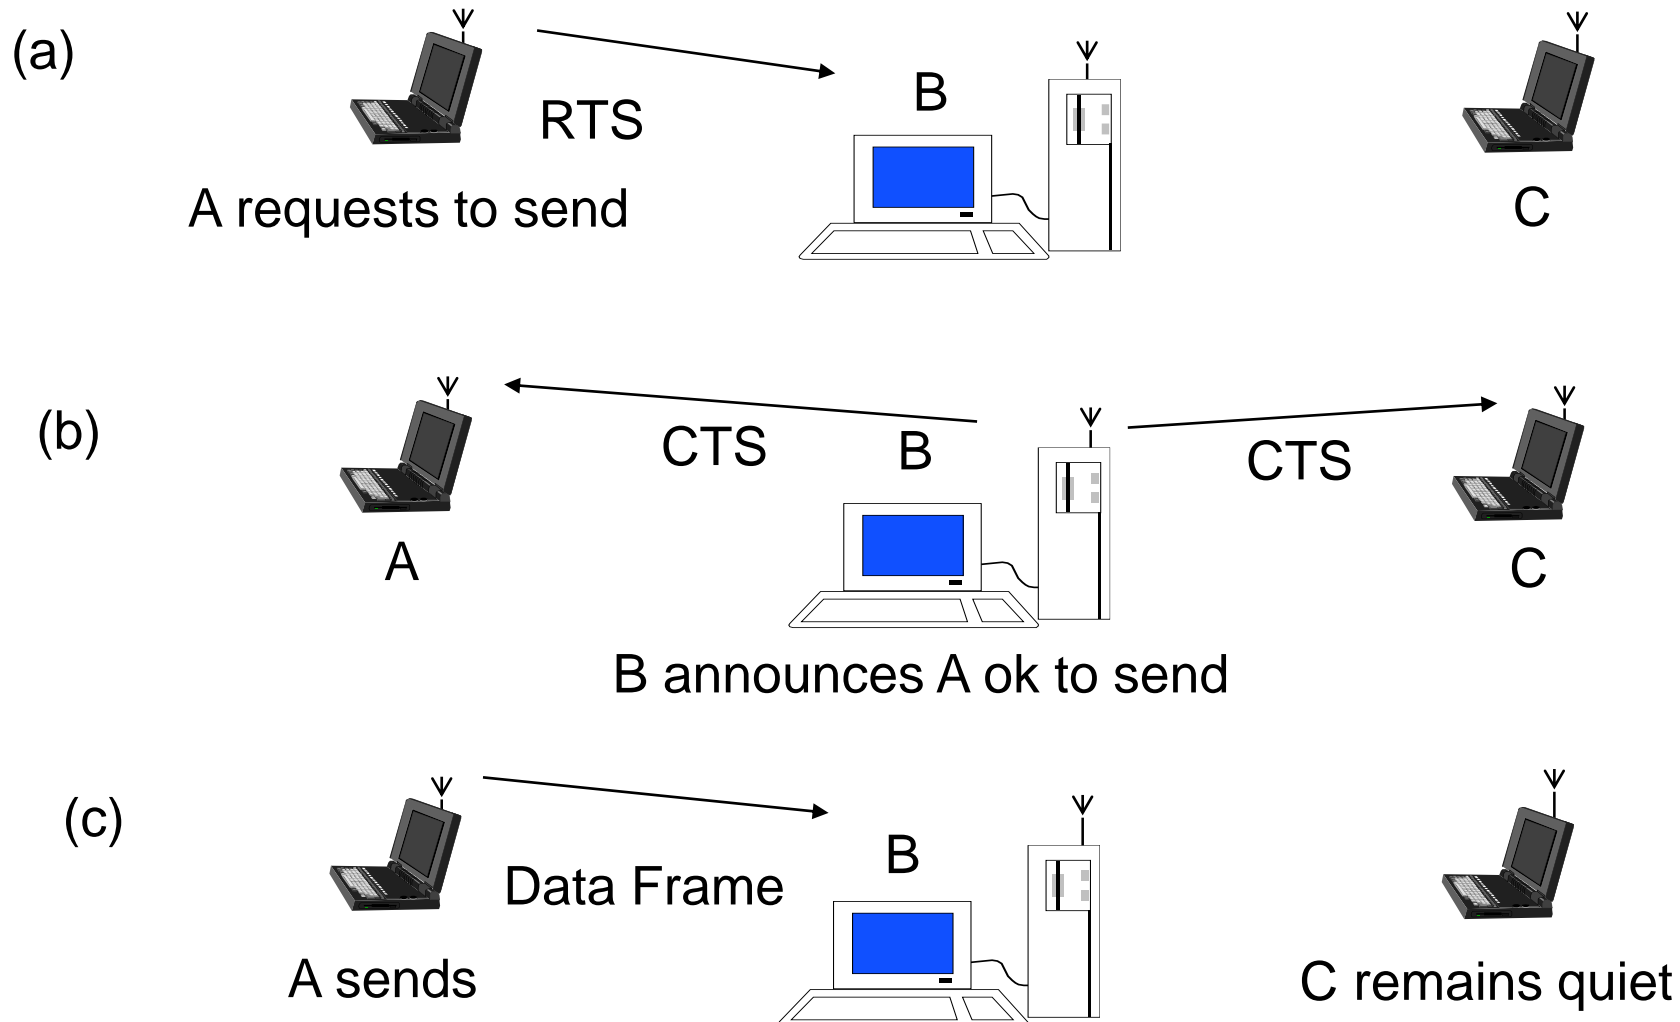 (a)
RTS
B
A requests to send
C
(b)
CTS
B
CTS
A
C
B announces A ok to send
(c)
B
Data Frame
A sends
C remains quiet